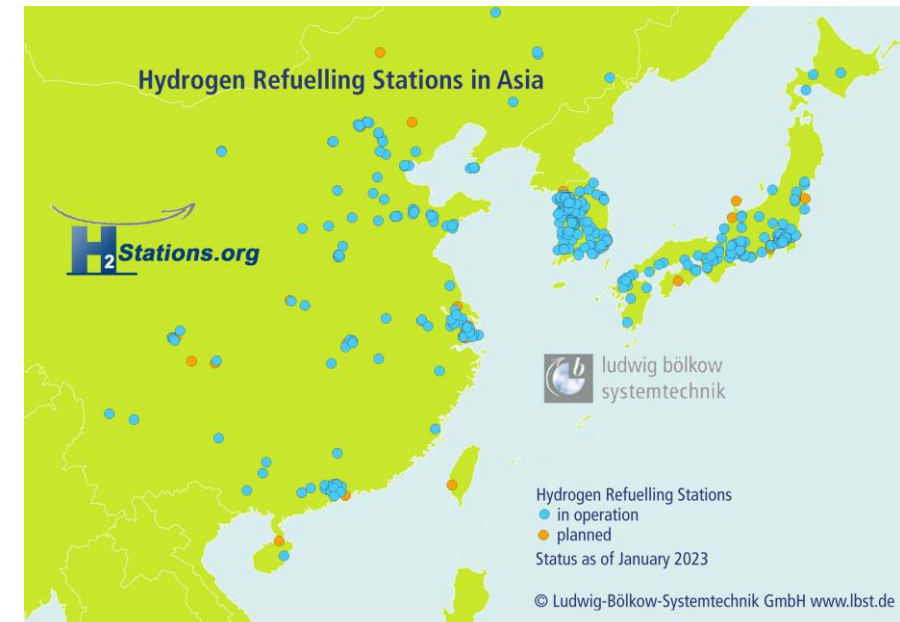 Hydrogen Refuelling Stations in Asia
H2Stations.org
b
ludwig bölkow
systemtechnik
Hydrogen Refuelling Stations
in operation
planned
Status as of January 2023
© Ludwig-Bölkow-Systemtechnik GmbH www.lbst.de